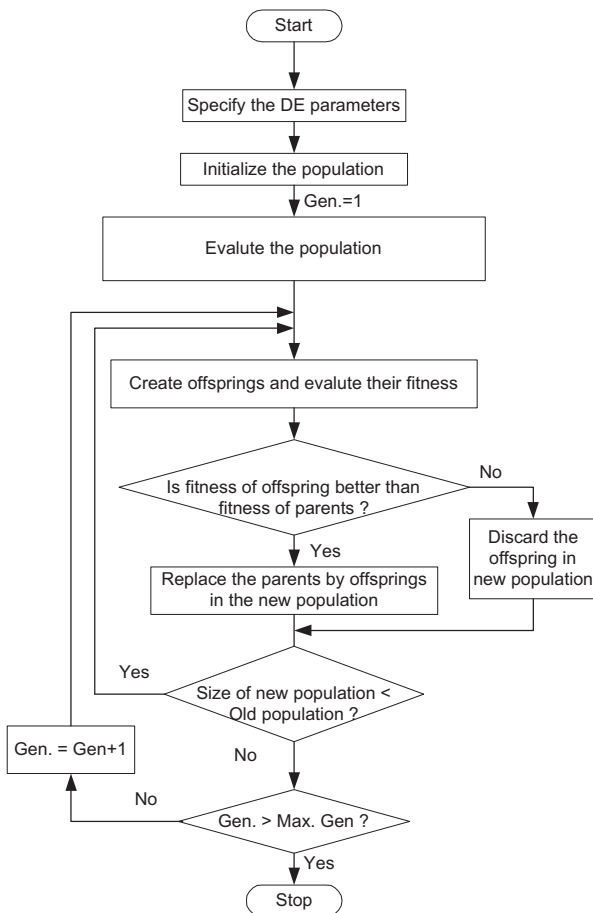 Start
Specify the DE parameters
Initialize the population
Gen.=1
Evalute the population
Create offsprings and evalute their fitness
Is fitness of offspring better than
fitness of parents ?
No
Yes
Discard the
offspring in
new population
Replace the parents by offsprings
in the new population
Yes
Size of new population <
Old population ?
No
Gen. = Gen+1
No
Gen. > Max. Gen ?
Yes
Stop